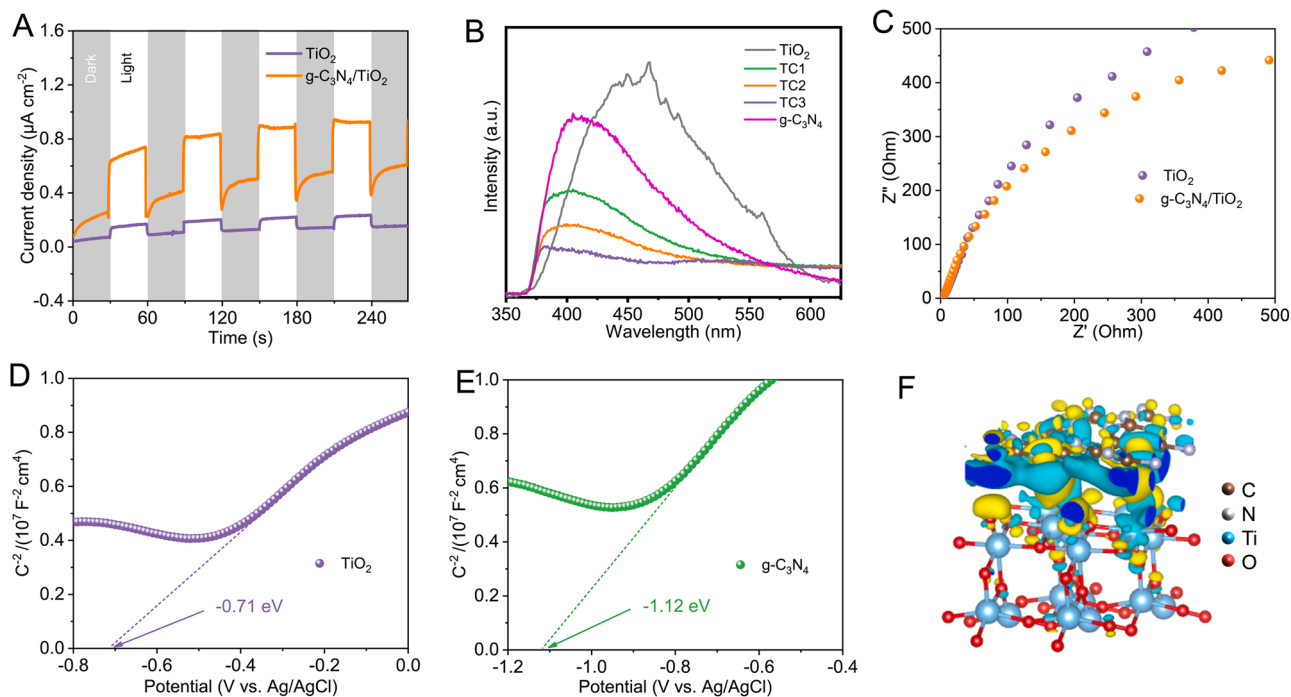 A
Current density (μA cm⁻²)
1.6
1.2
0.8
0.4
0.0
-0.4
Dark
Light
TiO₂
g-C₃N₄/TiO₂
0 60 120 180 240
Time (s)
B
Intensity (a.u.)
TiO₂
TC1
TC2
TC3
g-C₃N₄
350 400 450 500 550 600
Wavelength (nm)
C
Z'' (Ohm)
500
400
300
200
100
0
TiO₂
g-C₃N₄/TiO₂
0 100 200 300 400 500
Z' (Ohm)
D
C⁻² /(10⁷ F⁻² cm⁴)
1.0
0.8
0.6
0.4
0.2
0.0
TiO₂
-0.71 eV
-0.8 -0.6 -0.4 -0.2 0.0
Potential (V vs. Ag/AgCl)
E
C⁻² /(10⁷ F⁻² cm⁴)
1.0
0.8
0.6
0.4
0.2
0.0
g-C₃N₄
-1.12 eV
-1.2 -1.0 -0.8 -0.6 -0.4
Potential (V vs. Ag/AgCl)
F
C
N
Ti
O